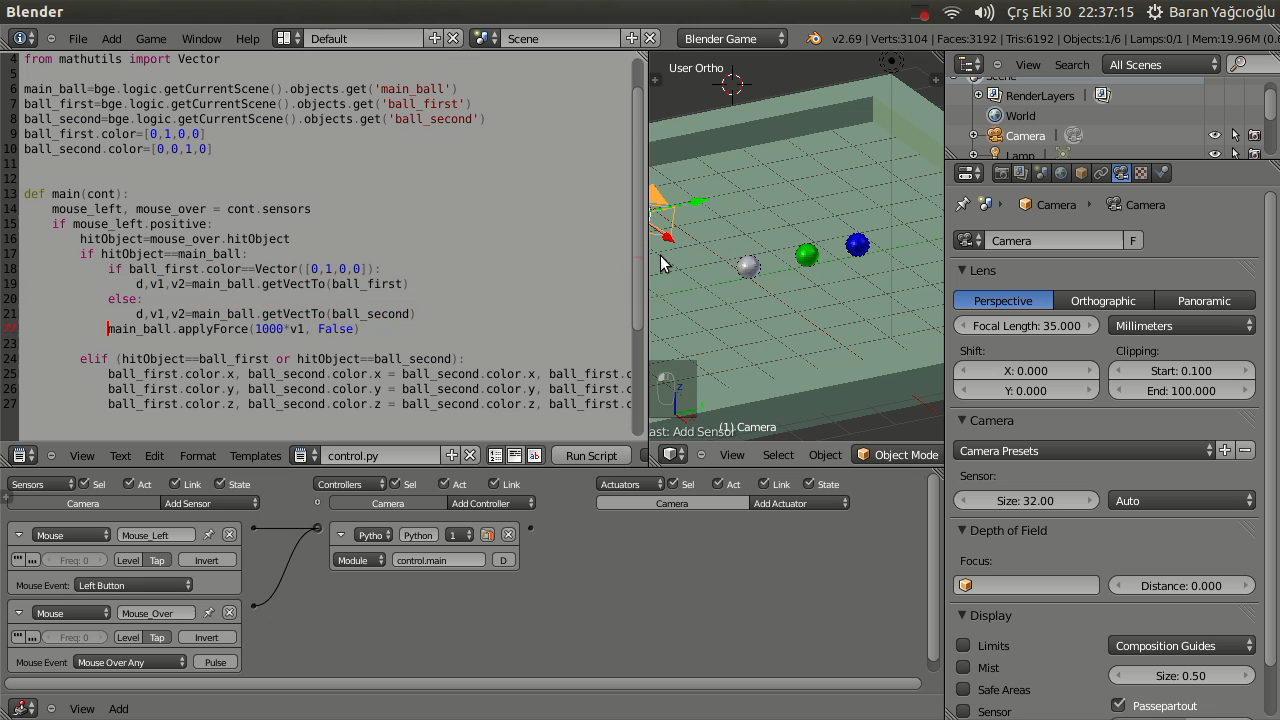 Blender
Çrş Eki 30 22:37:15 Baran Yağcıoğlu
File Add Game Window Help
Default
Scene
Blender Game
v2.69 | Verts:3104 | Faces:3192 | Tris:6192 | Objects:1/6 | Lamps:0/1 | Mem:19.96M
4 from mathutils import Vector
5
6 main_ball=bge.logic.getCurrentScene().objects.get('main_ball')
7 ball_first=bge.logic.getCurrentScene().objects.get('ball_first')
8 ball_second=bge.logic.getCurrentScene().objects.get('ball_second')
9 ball_first.color=[0,1,0,0]
10 ball_second.color=[0,0,1,0]
11
12
13 def main(cont):
14 mouse_left, mouse_over = cont.sensors
15 if mouse_left.positive:
16 hitObject=mouse_over.hitObject
17 if hitObject==main_ball:
18 if ball_first.color==Vector([0,1,0,0]):
19 d,v1,v2=main_ball.getVectTo(ball_first)
20 else:
21 d,v1,v2=main_ball.getVectTo(ball_second)
22 main_ball.applyForce(1000*v1, False)
23
24 elif (hitObject==ball_first or hitObject==ball_second):
25 ball_first.color.x, ball_second.color.x = ball_second.color.x, ball_first.c
26 ball_first.color.y, ball_second.color.y = ball_second.color.y, ball_first.c
27 ball_first.color.z, ball_second.color.z = ball_second.color.z, ball_first.c
View Text Edit Format Templates
control.py
Run Script
User Ortho
z
ast: Add Sensor
(1) Camera
View Select Object
Object Mode
View Search All Scenes
Scene
RenderLayers
World
Camera
Lamp
Camera Camera
Camera F
Lens
Perspective Orthographic Panoramic
Focal Length: 35.000 Millimeters
Shift: Clipping:
X: 0.000 Start: 0.100
Y: 0.000 End: 100.000
Camera
Camera Presets
Sensor:
Size: 32.00 Auto
Depth of Field
Focus:
Distance: 0.000
Display
Limits Composition Guides
Mist Size: 0.50
Safe Areas
Sensor Passepartout
Sensors Sel Act Link State
Camera Add Sensor
Mouse Mouse_Left
Freq: 0 Level Tap Invert
Mouse Event: Left Button
Mouse Mouse_Over
Freq: 0 Level Tap Invert
Mouse Event Mouse Over Any Pulse
Controllers Sel Act Link
Camera Add Controller
Pytho Python 1
Module control.main D
Actuators Sel Act Link State
Camera Add Actuator
View Add